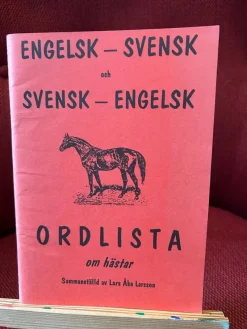 ENGELSK – SVENSK
och
SVENSK – ENGELSK
ORDLISTA
om hästar
Sammanställd av Lars Åke Larsson